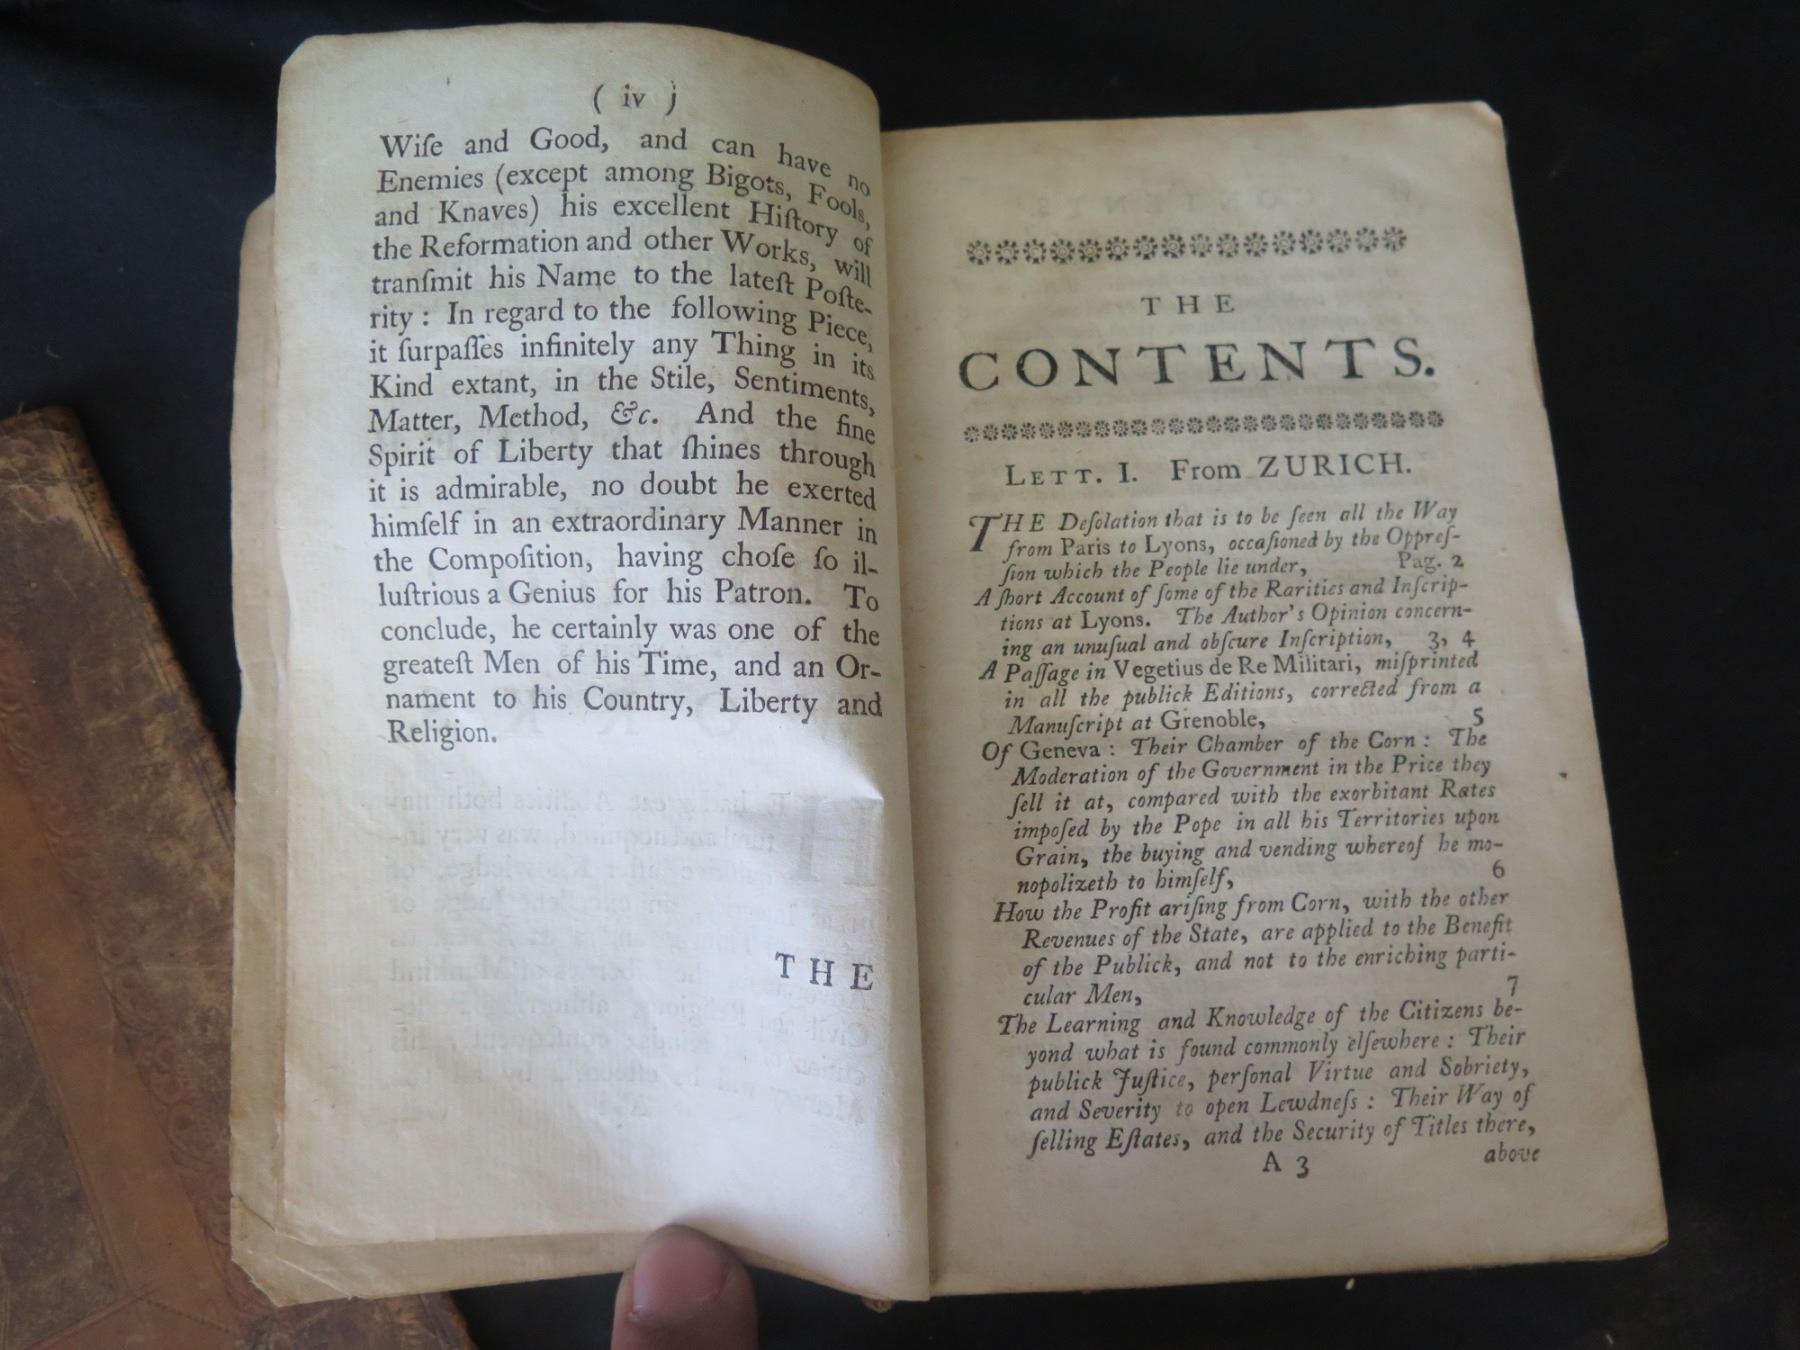 ( iv )
Wiſe and Good, and can have no
Enemies (except among Bigots, Fools,
and Knaves) his excellent Hiſtory of
the Reformation and other Works, will
tranſmit his Name to the lateſt Poſte-
rity : In regard to the following Piece,
it ſurpaſſes infinitely any Thing in its
Kind extant, in the Stile, Sentiments,
Matter, Method, &c. And the fine
Spirit of Liberty that ſhines through
it is admirable, no doubt he exerted
himſelf in an extraordinary Manner in
the Compoſition, having choſe ſo il-
luſtrious a Genius for his Patron. To
conclude, he certainly was one of the
greateſt Men of his Time, and an Or-
nament to his Country, Liberty and
Religion.
THE
THE
CONTENTS.
LETT. I. From ZURICH.
THE Deſolation that is to be ſeen all the Way
from Paris to Lyons, occaſioned by the Oppreſ-
ſion which the People lie under, Pag. 2
A ſhort Account of ſome of the Rarities and Inſcrip-
tions at Lyons. The Author's Opinion concern-
ing an unuſual and obſcure Inſcription, 3, 4
A Paſſage in Vegetius de Re Militari, miſprinted
in all the publick Editions, corrected from a
Manuſcript at Grenoble, 5
Of Geneva : Their Chamber of the Corn : The
Moderation of the Government in the Price they
ſell it at, compared with the exorbitant Rates
impoſed by the Pope in all his Territories upon
Grain, the buying and vending whereof he mo-
nopolizeth to himſelf, 6
How the Profit ariſing from Corn, with the other
Revenues of the State, are applied to the Benefit
of the Publick, and not to the enriching parti-
cular Men, 7
The Learning and Knowledge of the Citizens be-
yond what is found commonly elſewhere : Their
publick Juſtice, perſonal Virtue and Sobriety,
and Severity to open Lewdneſs : Their Way of
ſelling Eſtates, and the Security of Titles there,
A 3 above